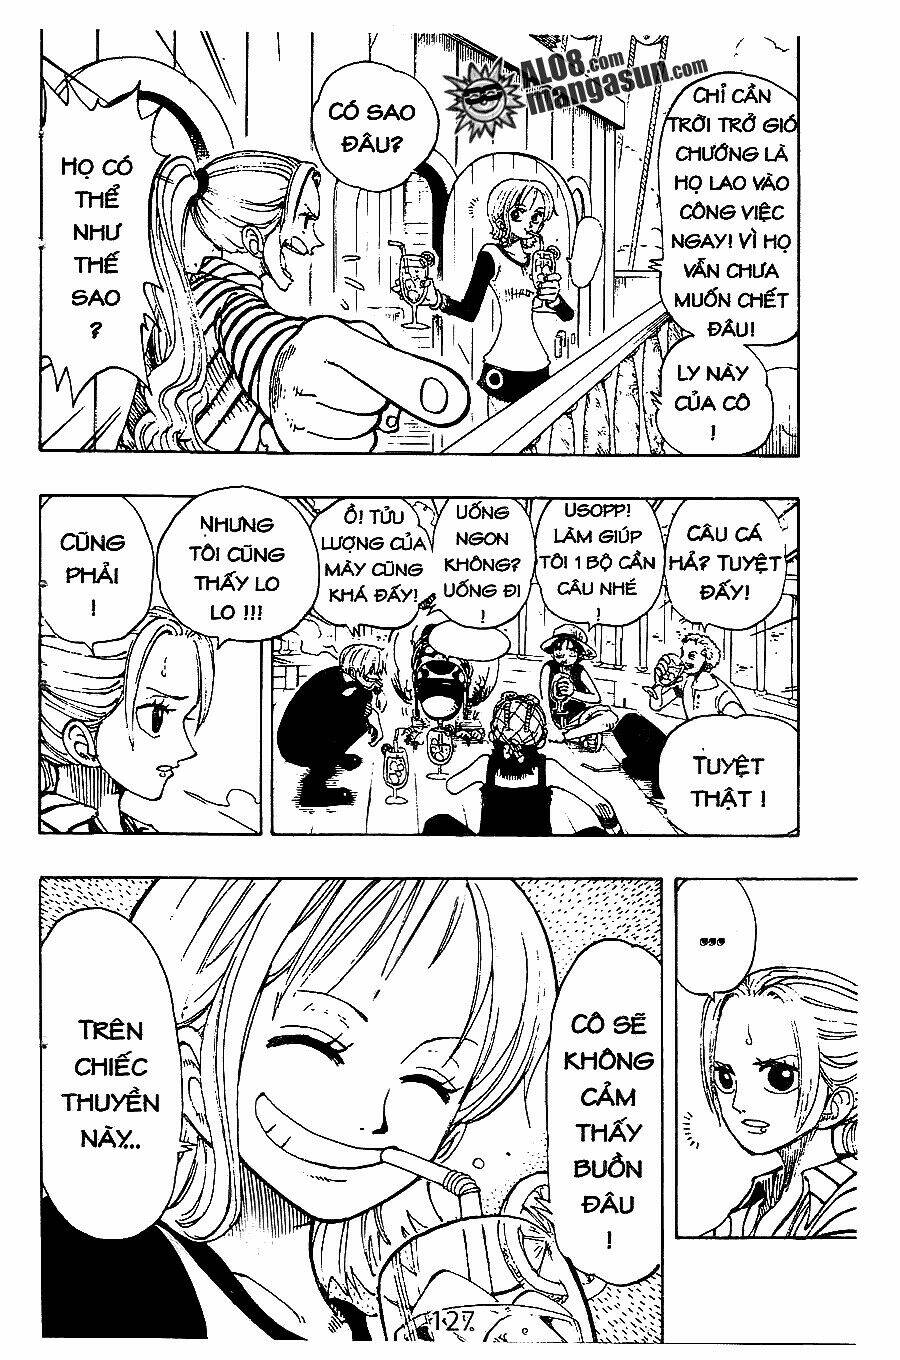 AL08.com
mangasun.com
CHỈ CẦN
TRỜI TRỞ GIÓ
CHƯỚNG LÀ
HỌ LAO VÀO
CÔNG VIỆC
NGAY! VÌ HỌ
VẪN CHƯA
MUỐN CHẾT
ĐÂU!
LY NÀY
CỦA CÔ
!
CÓ SAO
ĐÂU?
HỌ CÓ
THỂ
NHƯ
THẾ
SAO
?
CÂU CÁ
HẢ? TUYỆT
ĐẤY!
TUYỆT
THẬT !
USOPP!
LÀM GIÚP
TÔI 1 BỘ CẦN
CÂU NHÉ
!
UỐNG
NGON
KHÔNG?
UỐNG ĐI
!
Ồ! TỬU
LƯỢNG CỦA
MÀY CŨNG
KHÁ ĐẤY!
NHƯNG
TÔI CŨNG
THẤY LO
LO !!!
CŨNG
PHẢI
!
...
CÔ SẼ
KHÔNG
CẢM
THẤY
BUỒN
ĐÂU
!
TRÊN
CHIẾC
THUYỀN
NÀY...
127